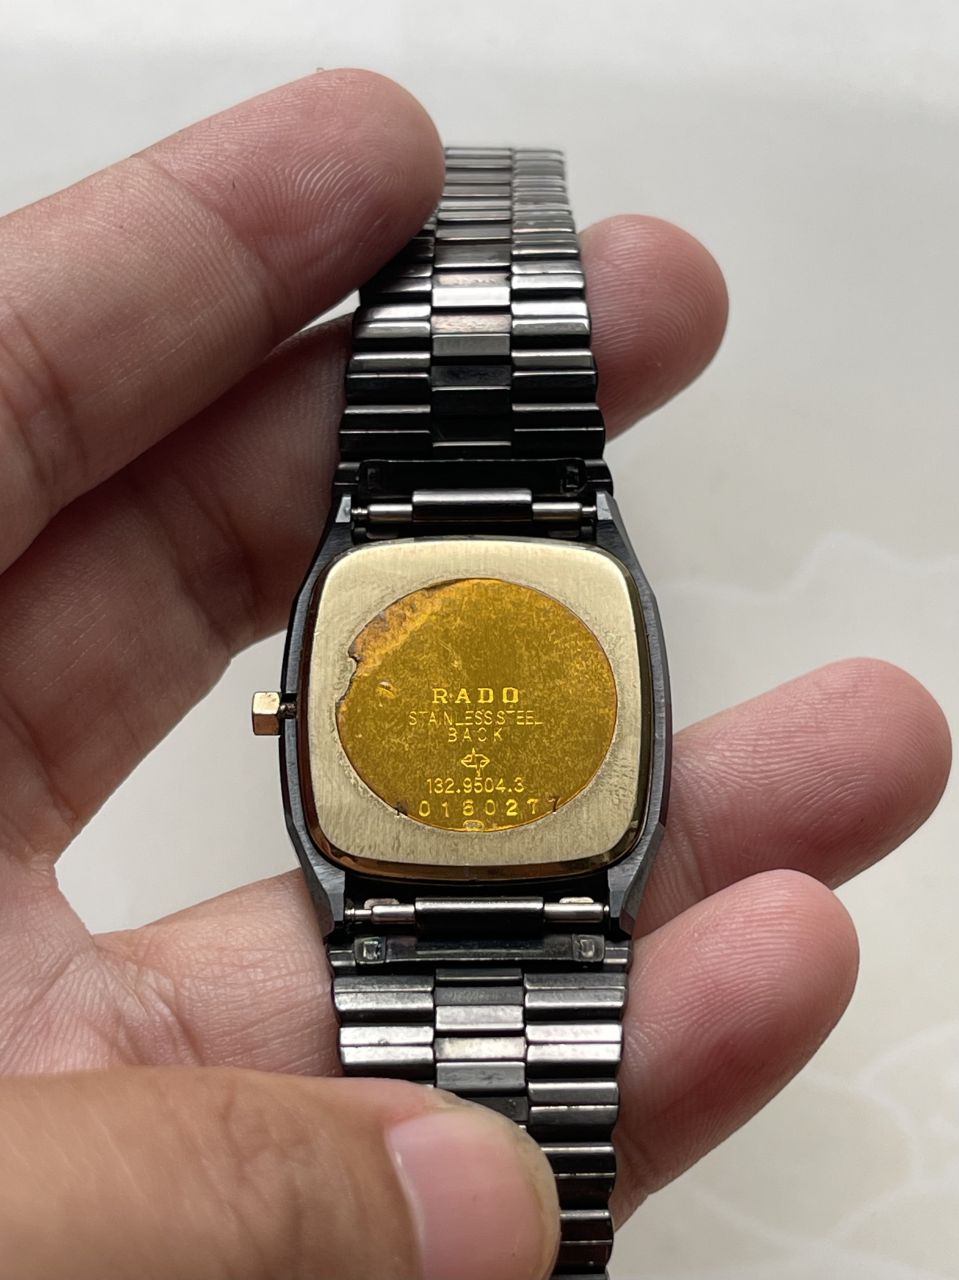 RADO
STAINLESS STEEL
BACK
132.9504.3
0160277